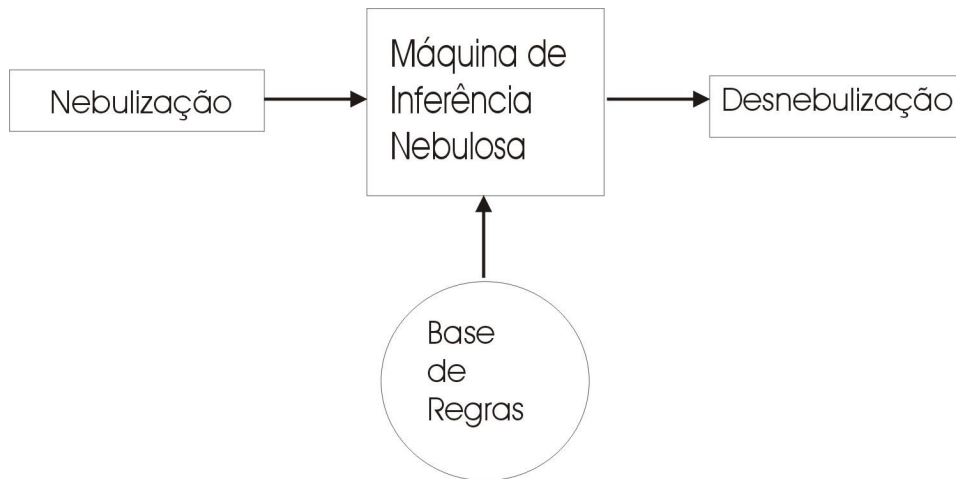 Nebulização
Máquina de
Inferência
Nebulosa
Desnebulização
Base
de
Regras